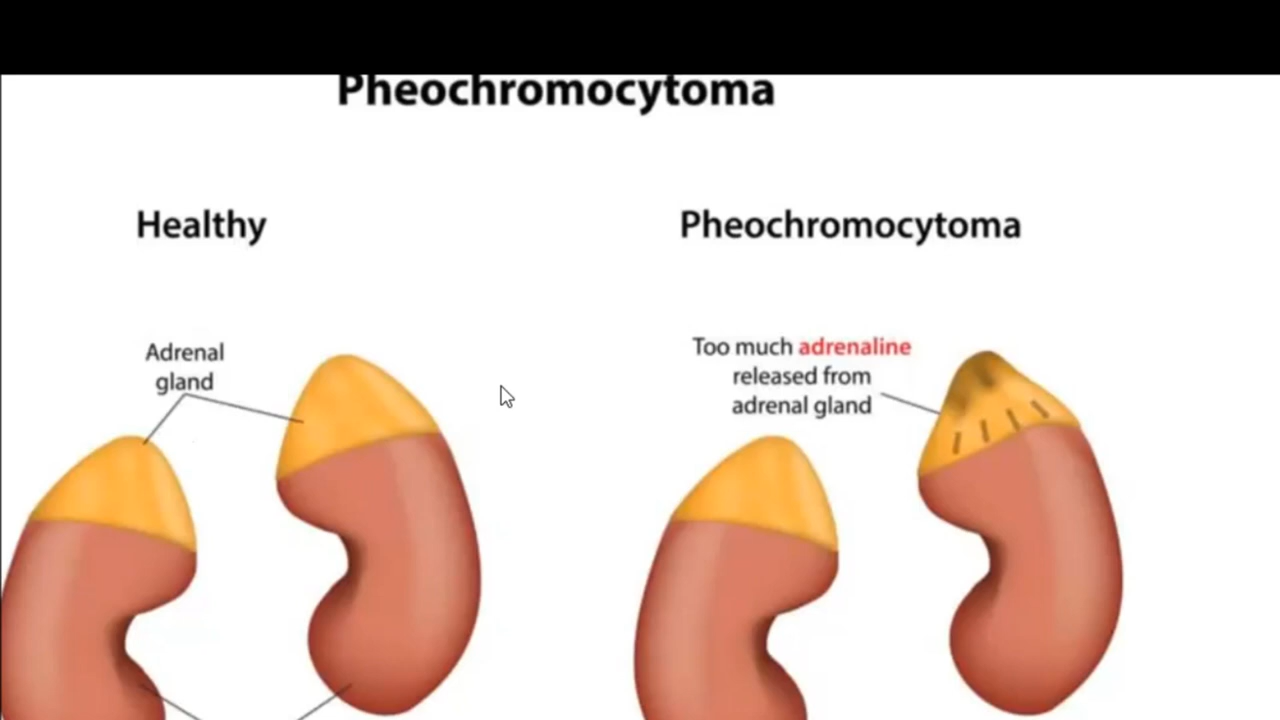 Pheochromocytoma
Healthy
Pheochromocytoma
Adrenal
gland
Too much adrenaline
released from
adrenal gland